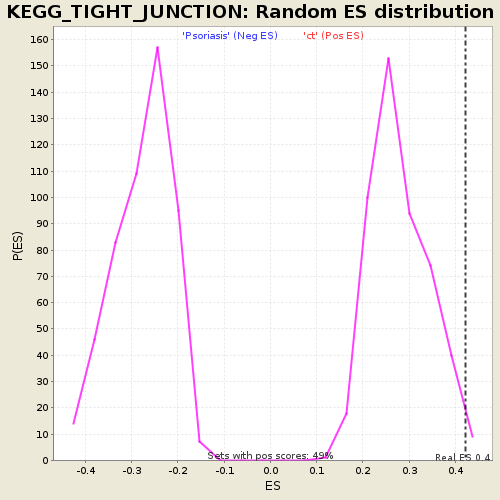 KEGG_TIGHT_JUNCTION: Random ES distribution
'Psoriasis' (Neg ES) 'ct' (Pos ES)
160
150
140
130
120
110
100
90
80
70
60
50
40
30
20
10
0
P(ES)
Sets with pos scores: 49%
Real ES 0.4
-0.4 -0.3 -0.2 -0.1 0.0 0.1 0.2 0.3 0.4
ES